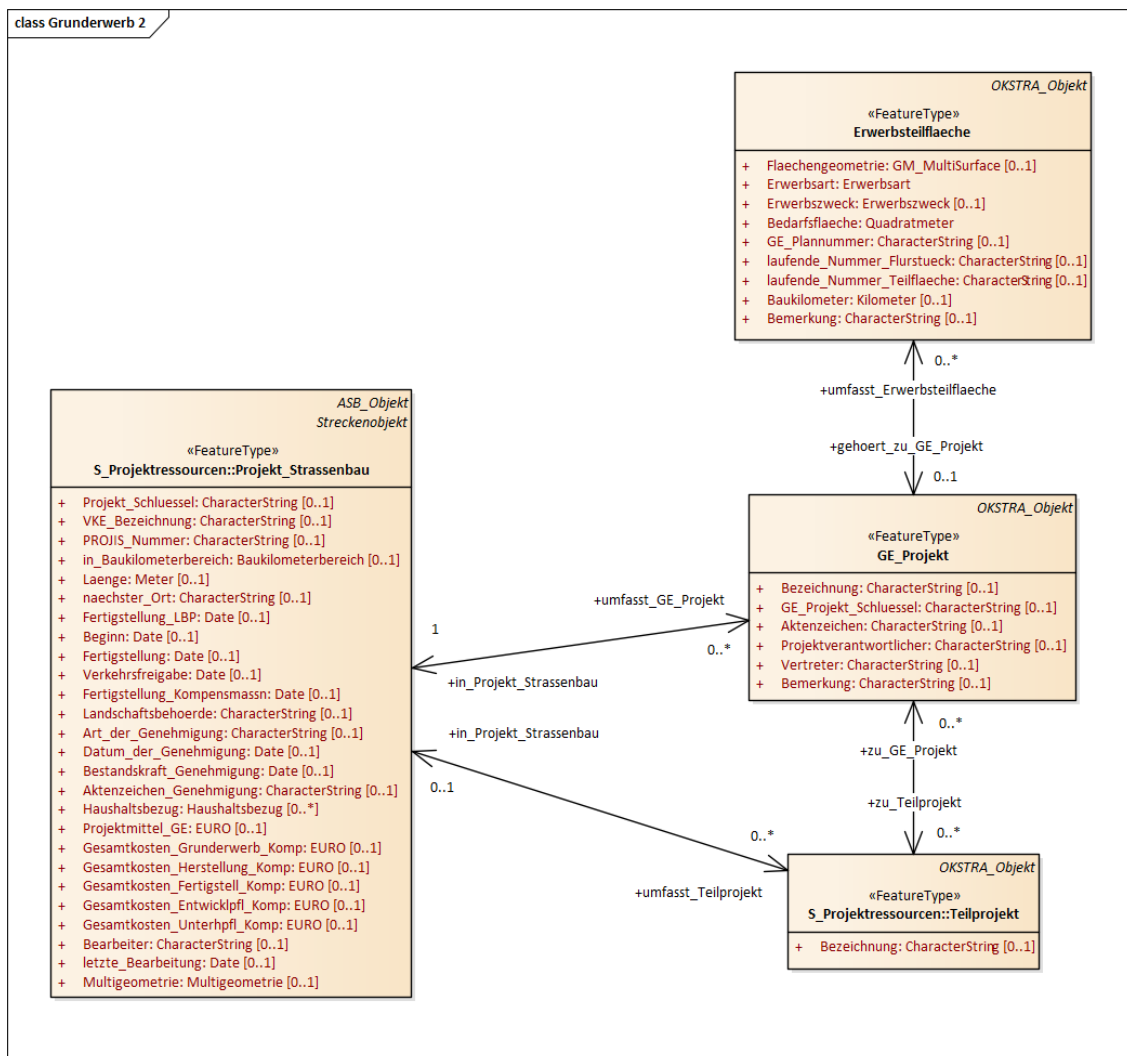 class Grunderwerb 2
OKSTRA_Objekt
«FeatureType»
Erwerbsteilflaeche
+ Flaechengeometrie: GM_MultiSurface [0..1]
+ Erwerbsart: Erwerbsart
+ Erwerbszweck: Erwerbszweck [0..1]
+ Bedarfsflaeche: Quadratmeter
+ GE_Plannummer: CharacterString [0..1]
+ laufende_Nummer_Flurstueck: CharacterString [0..1]
+ laufende_Nummer_Teilflaeche: CharacterString [0..1]
+ Baukilometer: Kilometer [0..1]
+ Bemerkung: CharacterString [0..1]
0..*
+umfasst_Erwerbsteilflaeche
+gehoert_zu_GE_Projekt
0..1
ASB_Objekt
Streckenobjekt
«FeatureType»
S_Projektressourcen::Projekt_Strassenbau
+ Projekt_Schluessel: CharacterString [0..1]
+ VKE_Bezeichnung: CharacterString [0..1]
+ PROJIS_Nummer: CharacterString [0..1]
+ in_Baukilometerbereich: Baukilometerbereich [0..1]
+ Laenge: Meter [0..1]
+ naechster_Ort: CharacterString [0..1]
+ Fertigstellung_LBP: Date [0..1]
+ Beginn: Date [0..1]
+ Fertigstellung: Date [0..1]
+ Verkehrsfreigabe: Date [0..1]
+ Fertigstellung_Kompensmassn: Date [0..1]
+ Landschaftsbehoerde: CharacterString [0..1]
+ Art_der_Genehmigung: CharacterString [0..1]
+ Datum_der_Genehmigung: Date [0..1]
+ Bestandskraft_Genehmigung: Date [0..1]
+ Aktenzeichen_Genehmigung: CharacterString [0..1]
+ Haushaltsbezug: Haushaltsbezug [0..*]
+ Projektmittel_GE: EURO [0..1]
+ Gesamtkosten_Grunderwerb_Komp: EURO [0..1]
+ Gesamtkosten_Herstellung_Komp: EURO [0..1]
+ Gesamtkosten_Fertigstell_Komp: EURO [0..1]
+ Gesamtkosten_Entwicklpfl_Komp: EURO [0..1]
+ Gesamtkosten_Unterhpfl_Komp: EURO [0..1]
+ Bearbeiter: CharacterString [0..1]
+ letzte_Bearbeitung: Date [0..1]
+ Multigeometrie: Multigeometrie [0..1]
OKSTRA_Objekt
«FeatureType»
GE_Projekt
+ Bezeichnung: CharacterString [0..1]
+ GE_Projekt_Schluessel: CharacterString [0..1]
+ Aktenzeichen: CharacterString [0..1]
+ Projektverantwortlicher: CharacterString [0..1]
+ Vertreter: CharacterString [0..1]
+ Bemerkung: CharacterString [0..1]
+umfasst_GE_Projekt
1
0..*
+in_Projekt_Strassenbau
+in_Projekt_Strassenbau
0..1
0..*
+umfasst_Teilprojekt
0..*
+zu_GE_Projekt
+zu_Teilprojekt
0..*
OKSTRA_Objekt
«FeatureType»
S_Projektressourcen::Teilprojekt
+ Bezeichnung: CharacterString [0..1]